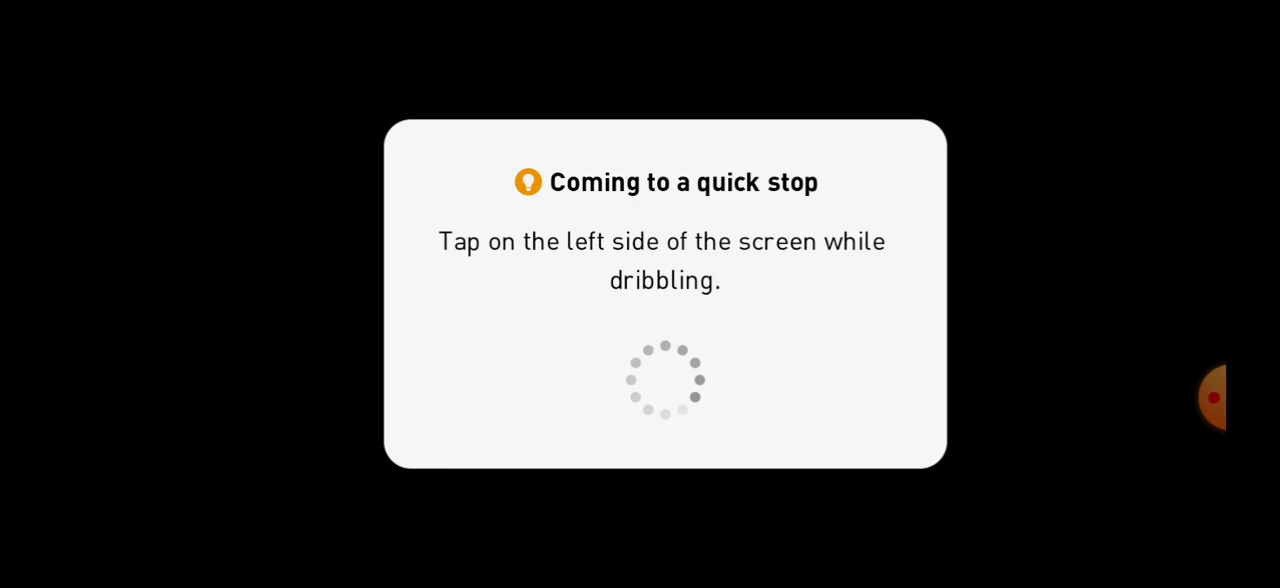 Coming to a quick stop
Tap on the left side of the screen while
dribbling.